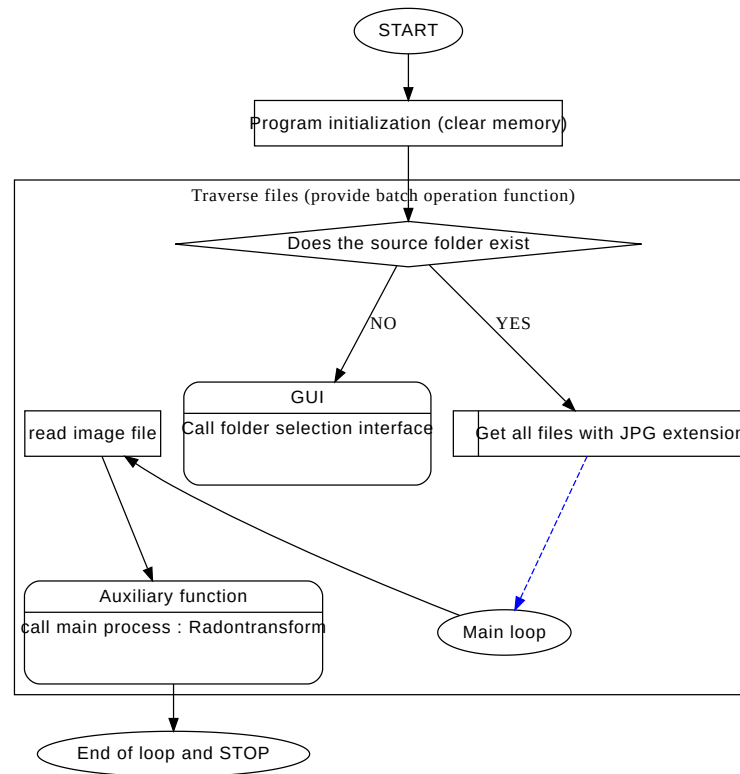 START
Program initialization (clear memory)
Traverse files (provide batch operation function)
Does the source folder exist
NO
YES
GUI
Call folder selection interface
read image file
Get all files with JPG extension
Auxiliary function
call main process : Radontransform
Main loop
End of loop and STOP